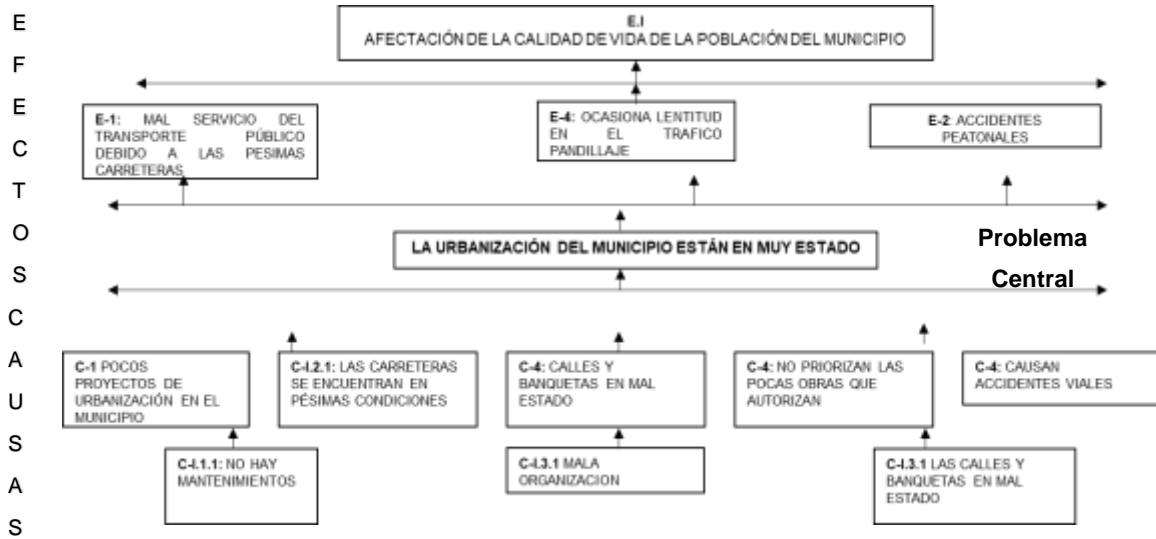 E
F
E
C
T
O
S
C
A
U
S
A
S
E.I
AFECTACIÓN DE LA CALIDAD DE VIDA DE LA POBLACIÓN DEL MUNICIPIO
E-1: MAL SERVICIO DEL
TRANSPORTE PÚBLICO
DEBIDO A LAS PESIMAS
CARRETERAS
E-4: OCASIONA LENTITUD
EN EL TRAFICO
PANDILLAJE
E-2: ACCIDENTES
PEATONALES
LA URBANIZACIÓN DEL MUNICIPIO ESTÁN EN MUY ESTADO
Problema
Central
C-1 POCOS
PROYECTOS DE
URBANIZACIÓN EN EL
MUNICIPIO
C-I.2.1: LAS CARRETERAS
SE ENCUENTRAN EN
PÉSIMAS CONDICIONES
C-4: CALLES Y
BANQUETAS EN MAL
ESTADO
C-4: NO PRIORIZAN LAS
POCAS OBRAS QUE
AUTORIZAN
C-4: CAUSAN
ACCIDENTES VIALES
C-I.1.1: NO HAY
MANTENIMIENTOS
C-I.3.1 MALA
ORGANIZACION
C-I.3.1 LAS CALLES Y
BANQUETAS EN MAL
ESTADO